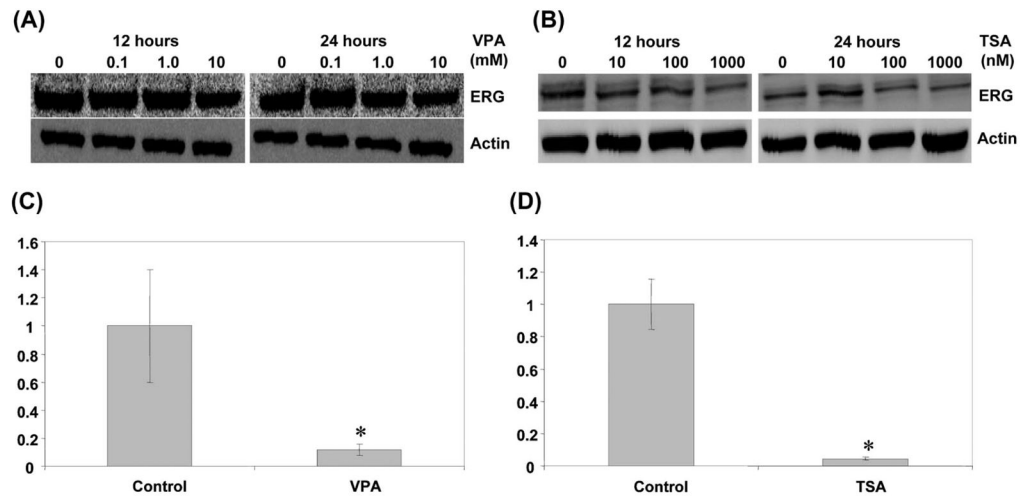 (A)
12 hours 24 hours VPA
0 0.1 1.0 10 0 0.1 1.0 10 (mM)
ERG
Actin
(B)
12 hours 24 hours TSA
0 10 100 1000 0 10 100 1000 (nM)
ERG
Actin
(C)
1.6
1.4
1.2
1
0.8
0.6
0.4
0.2
0
*
Control VPA
(D)
1.4
1.2
1
0.8
0.6
0.4
0.2
0
*
Control TSA